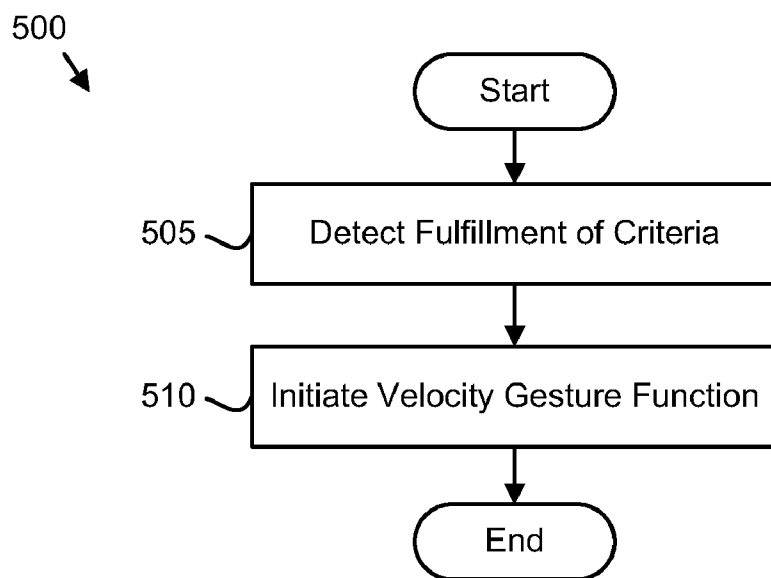 500
Start
505
Detect Fulfillment of Criteria
510
Initiate Velocity Gesture Function
End